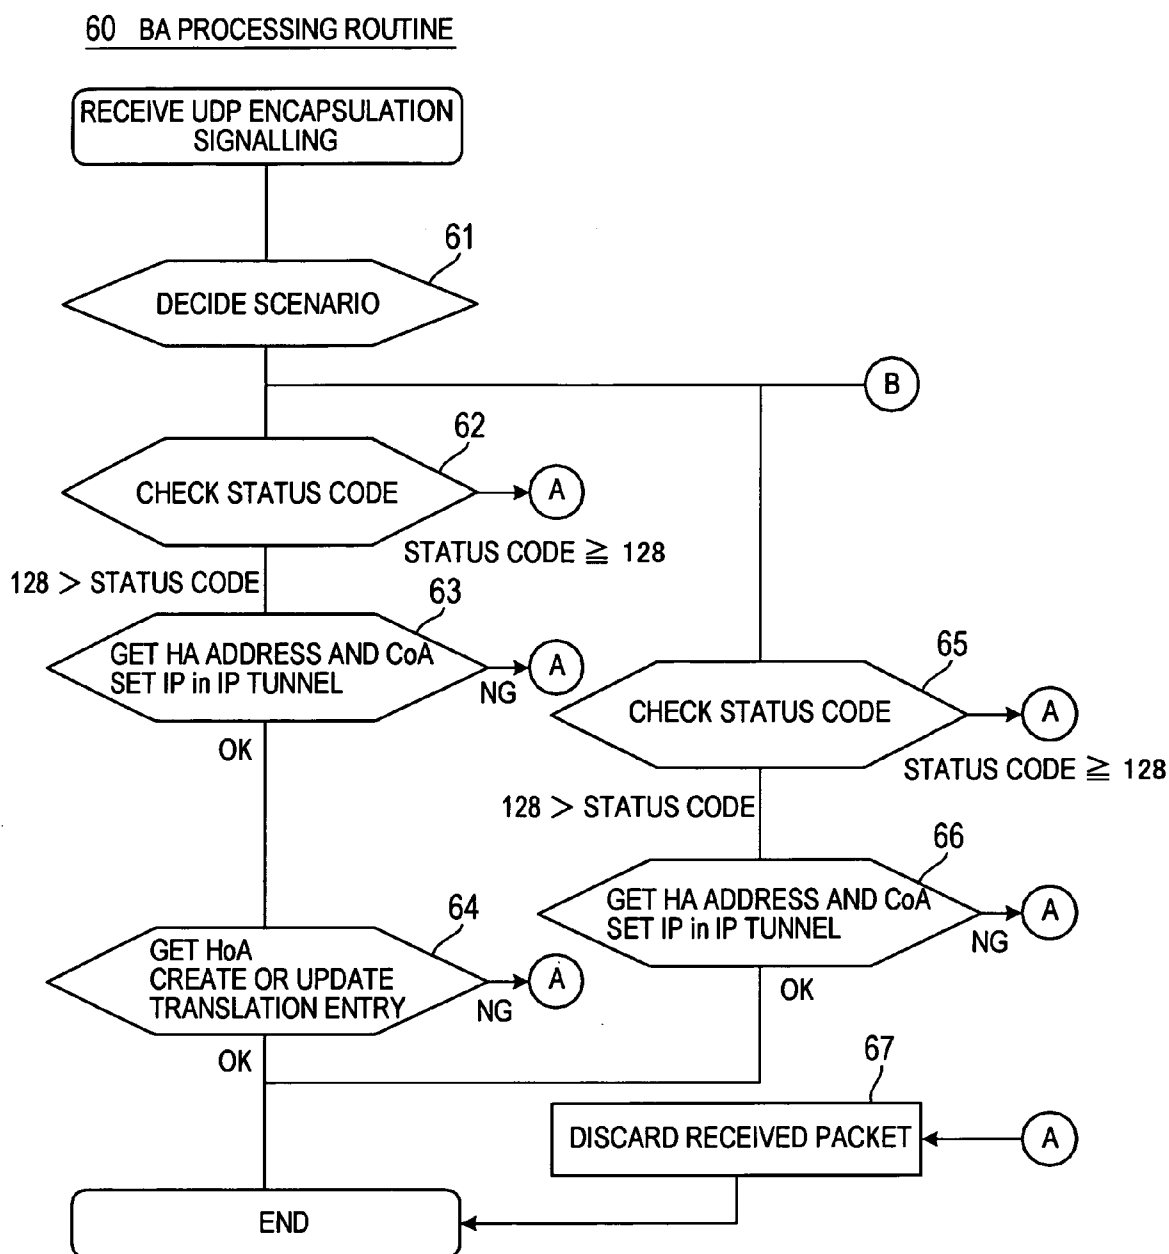 60 BA PROCESSING ROUTINE
RECEIVE UDP ENCAPSULATION
SIGNALLING
61
DECIDE SCENARIO
B
62
CHECK STATUS CODE
A
STATUS CODE ≧ 128
128 > STATUS CODE
63
GET HA ADDRESS AND CoA
SET IP in IP TUNNEL
A
NG
OK
65
CHECK STATUS CODE
A
STATUS CODE ≧ 128
128 > STATUS CODE
66
GET HA ADDRESS AND CoA
SET IP in IP TUNNEL
A
NG
OK
64
GET HoA
CREATE OR UPDATE
TRANSLATION ENTRY
A
NG
OK
67
DISCARD RECEIVED PACKET
A
END